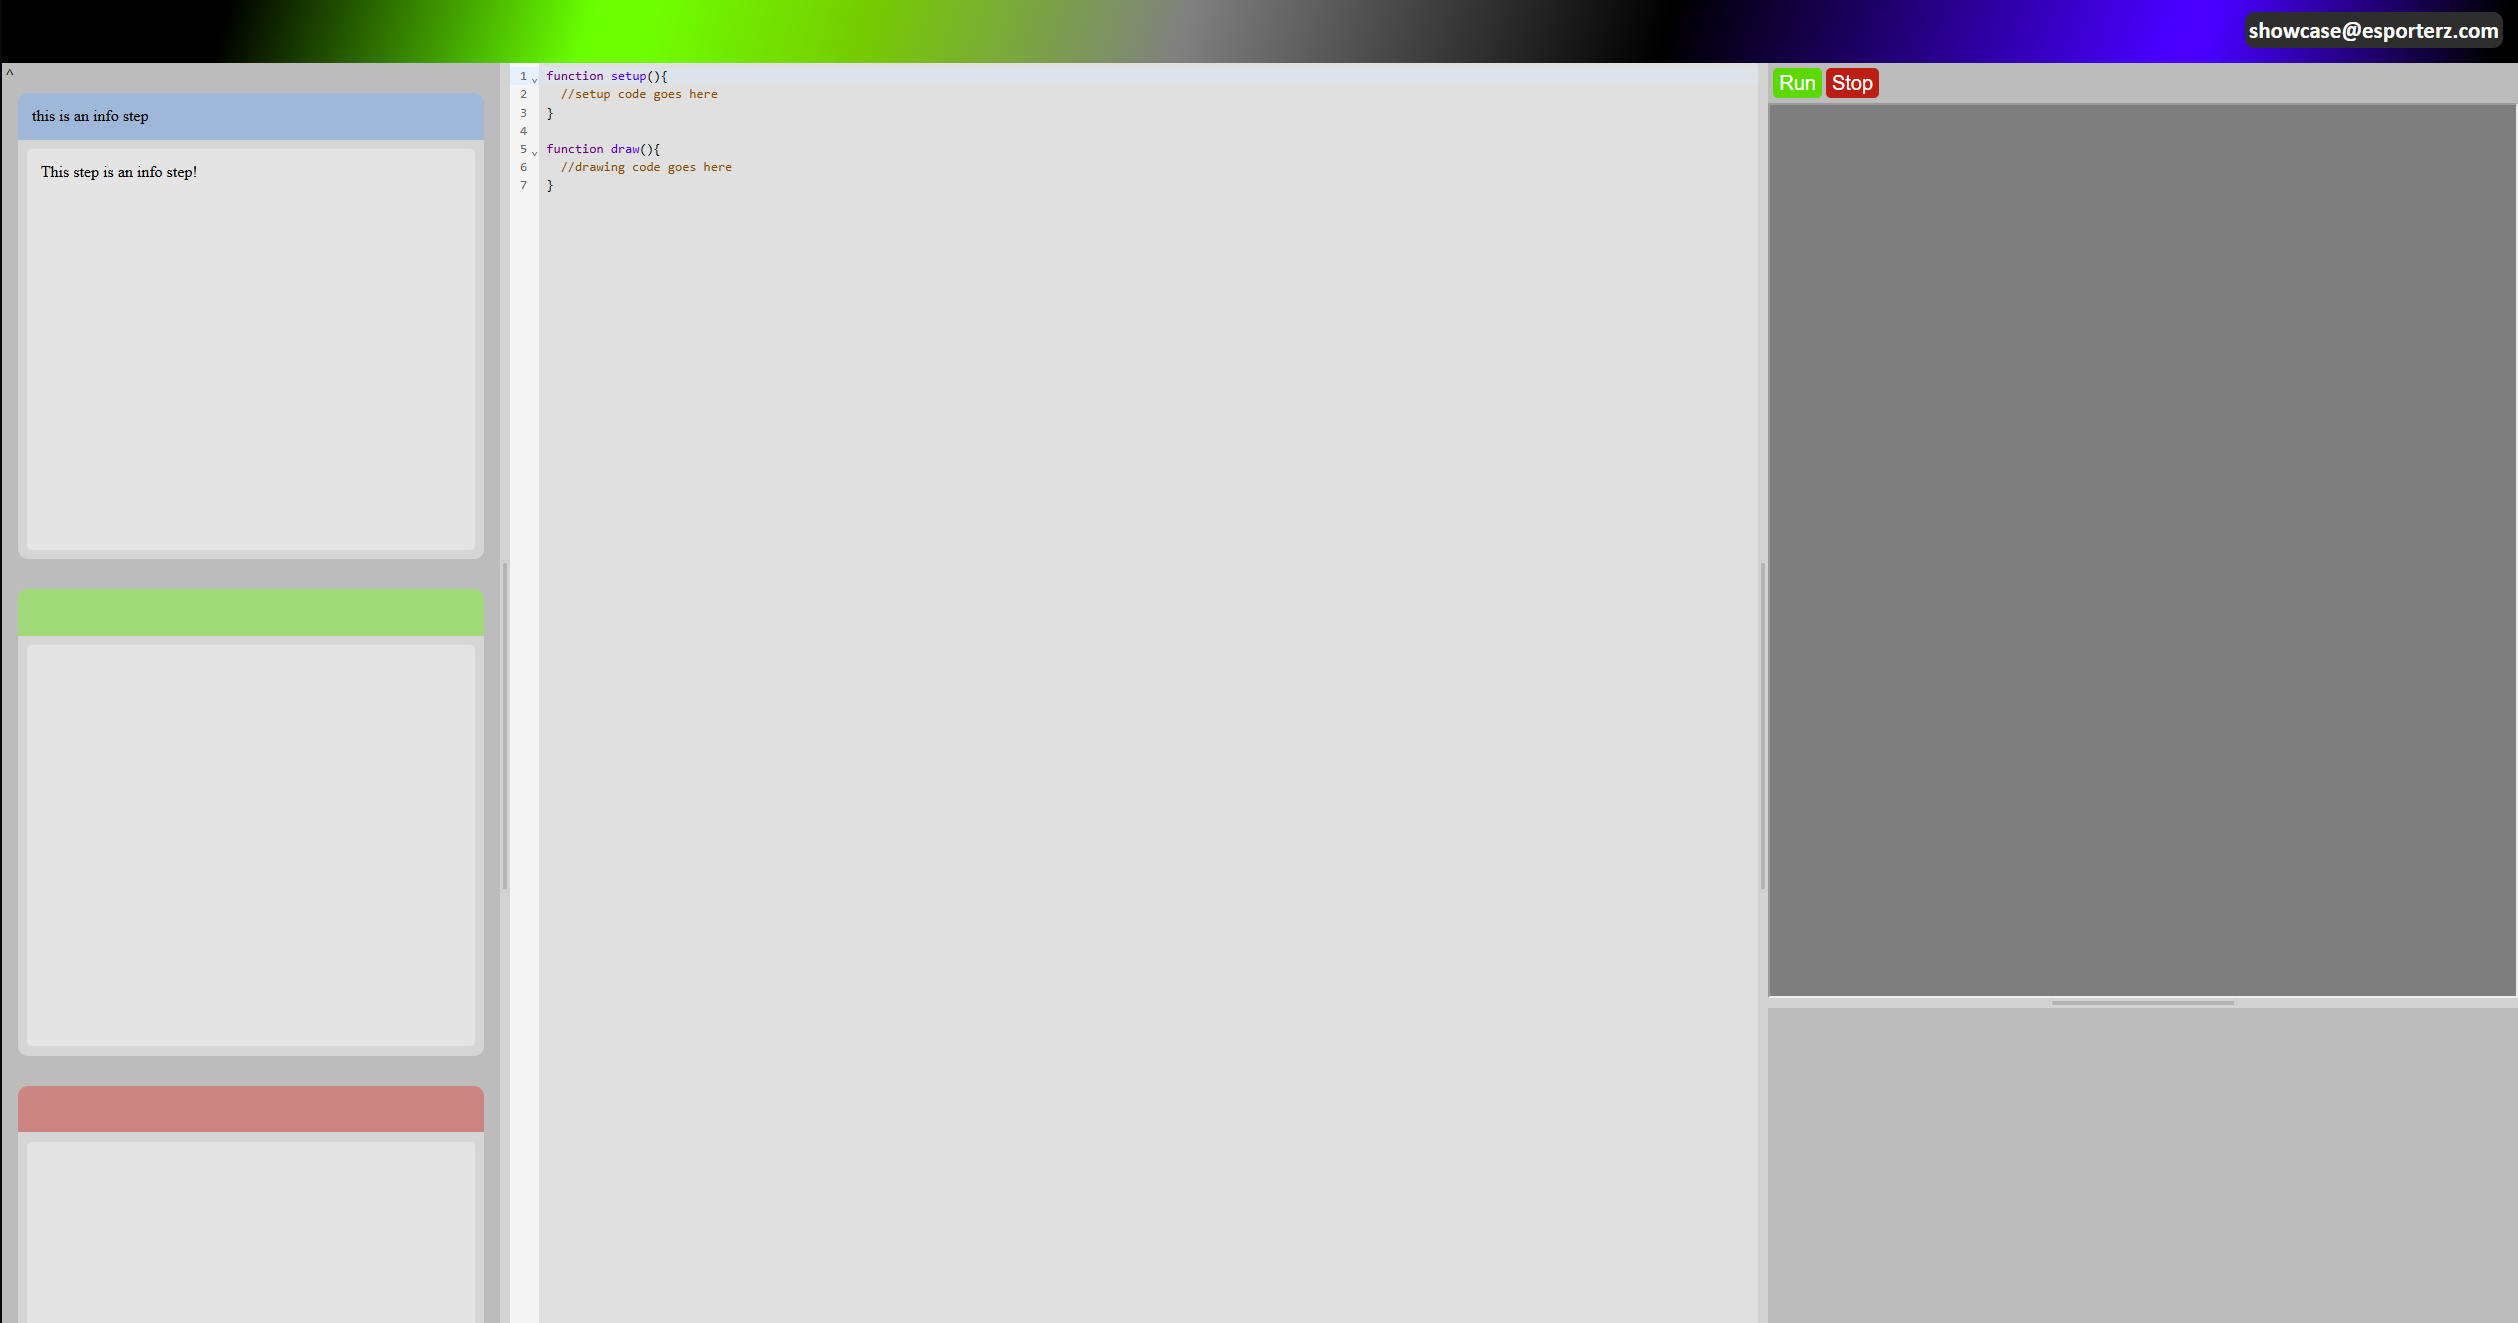 showcase@esporterz.com
^
this is an info step
This step is an info step!
1 function setup(){
2 //setup code goes here
3 }
4
5 function draw(){
6 //drawing code goes here
7 }
Run Stop